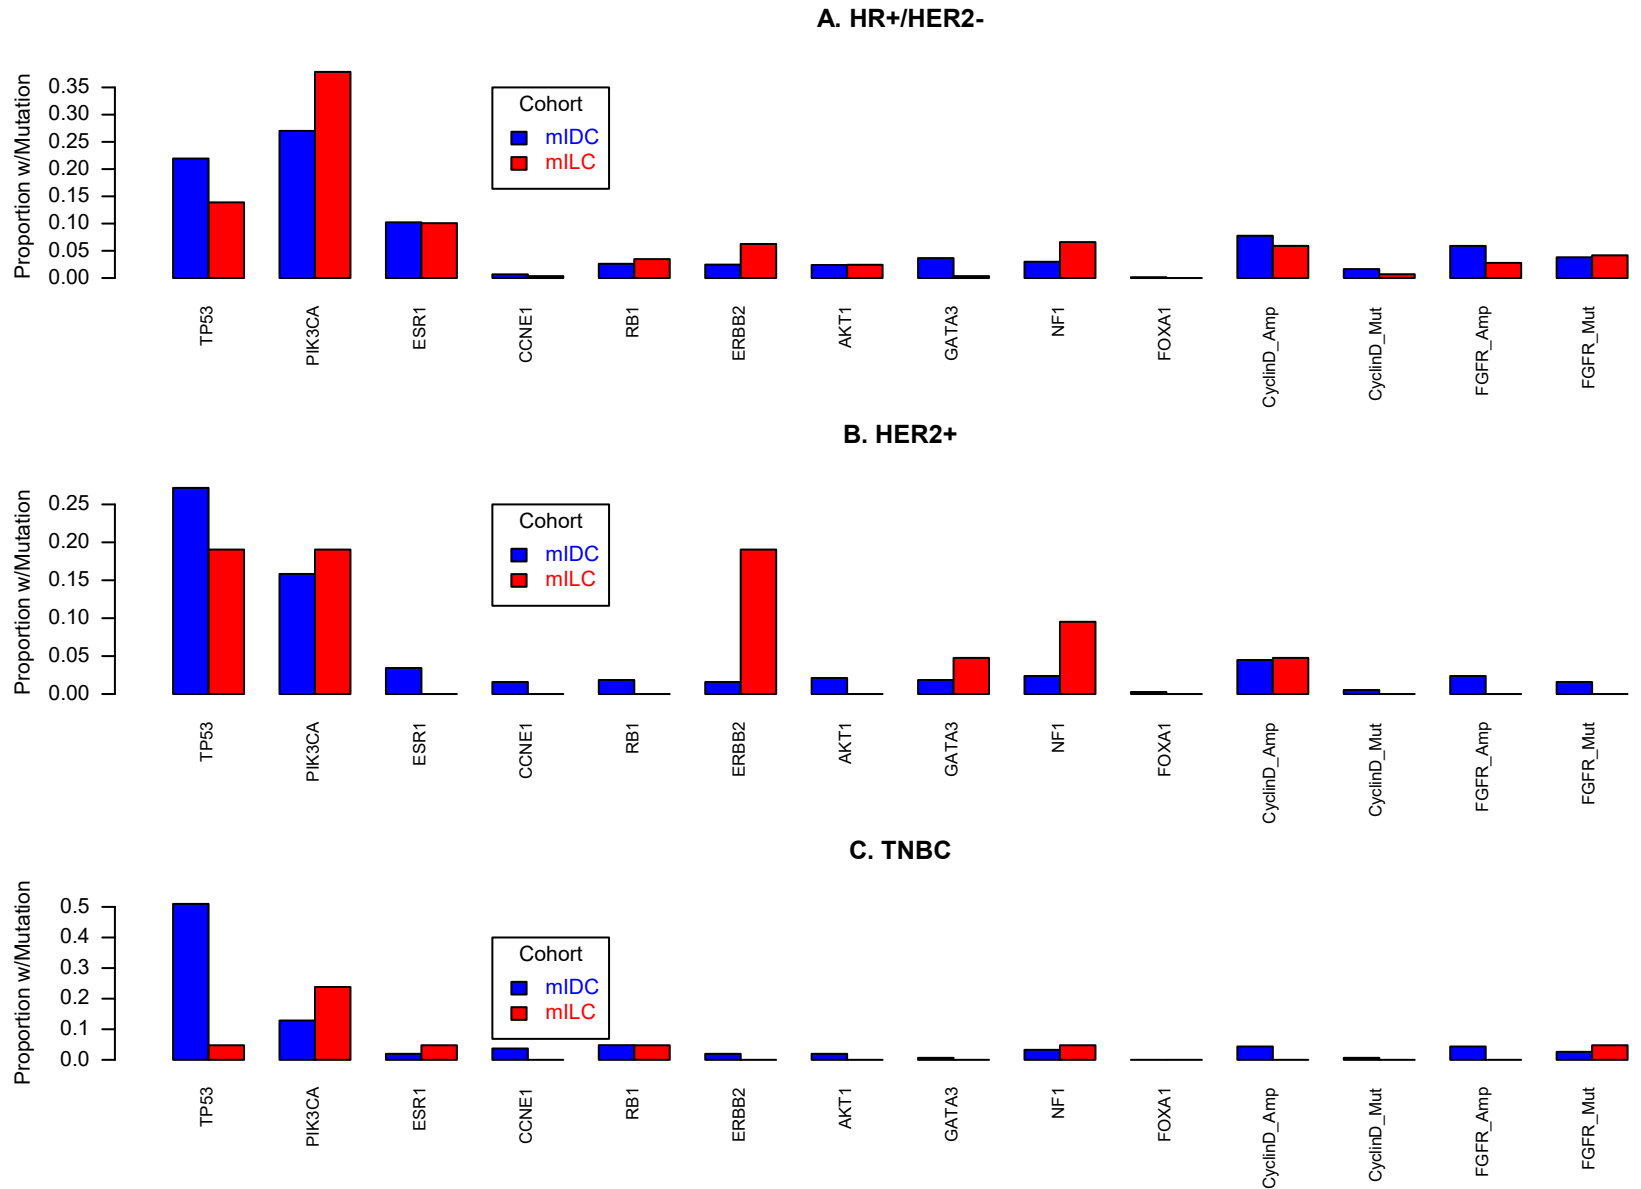 A. HR+/HER2-
Proportion w/Mutation
0.35
0.30
0.25
0.20
0.15
0.10
0.05
0.00
Cohort
mIDC
mILC
TP53
PIK3CA
ESR1
CCNE1
RB1
ERBB2
AKT1
GATA3
NF1
FOXA1
CyclinD_Amp
CyclinD_Mut
FGFR_Amp
FGFR_Mut
B. HER2+
Proportion w/Mutation
0.25
0.20
0.15
0.10
0.05
0.00
Cohort
mIDC
mILC
TP53
PIK3CA
ESR1
CCNE1
RB1
ERBB2
AKT1
GATA3
NF1
FOXA1
CyclinD_Amp
CyclinD_Mut
FGFR_Amp
FGFR_Mut
C. TNBC
Proportion w/Mutation
0.5
0.4
0.3
0.2
0.1
0.0
Cohort
mIDC
mILC
TP53
PIK3CA
ESR1
CCNE1
RB1
ERBB2
AKT1
GATA3
NF1
FOXA1
CyclinD_Amp
CyclinD_Mut
FGFR_Amp
FGFR_Mut